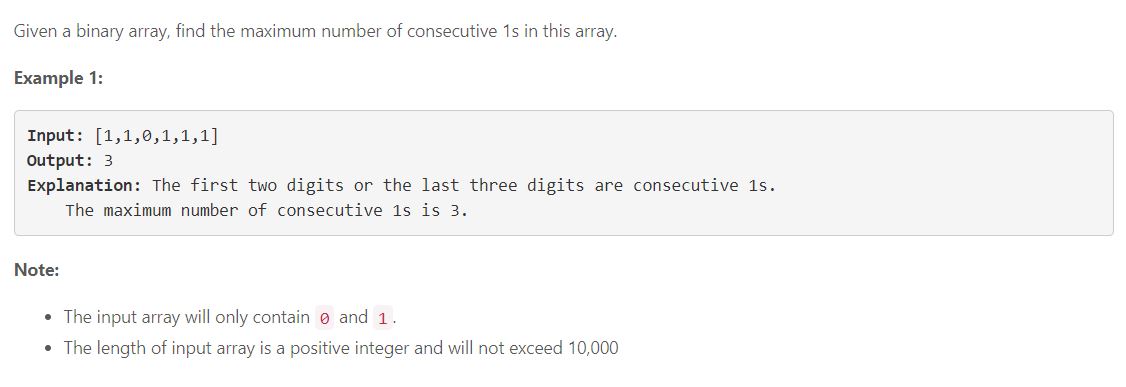 Given a binary array, find the maximum number of consecutive 1s in this array.
Example 1:
Input: [1,1,0,1,1,1]
Output: 3
Explanation: The first two digits or the last three digits are consecutive 1s.
The maximum number of consecutive 1s is 3.
Note:
• The input array will only contain 0 and 1.
• The length of input array is a positive integer and will not exceed 10,000